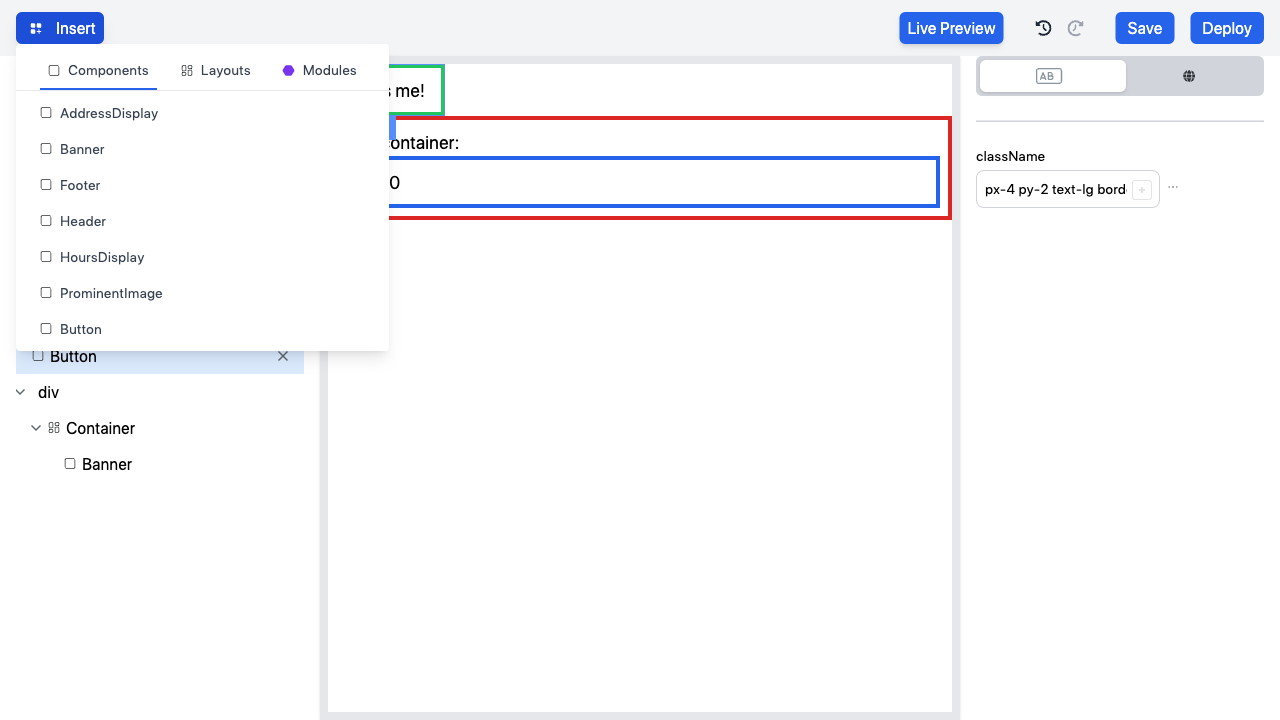 Insert
Live Preview
Save
Deploy
Components
Layouts
Modules
AddressDisplay
Banner
Footer
Header
HoursDisplay
ProminentImage
Button
Button
div
Container
Banner
me!
ontainer:
0
AB
className
px-4 py-2 text-lg bord